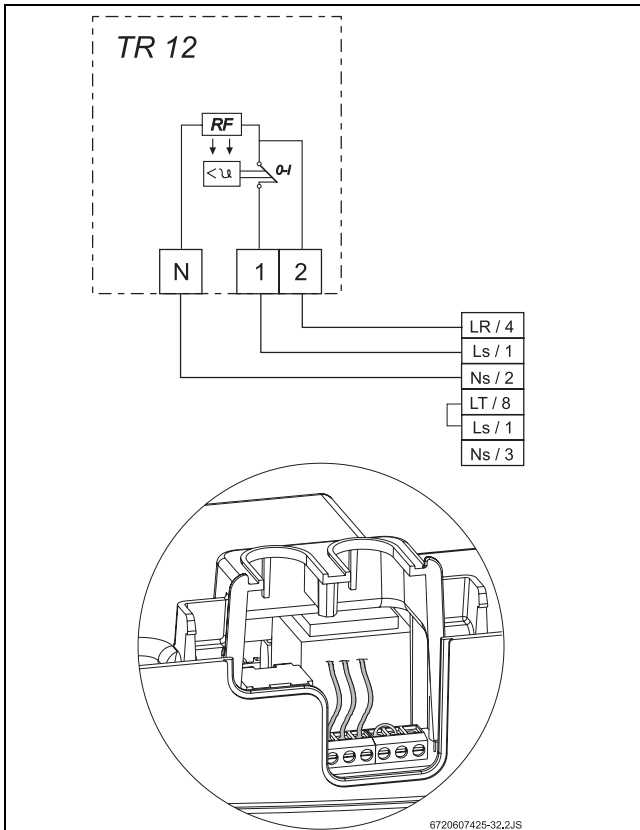 TR 12
RF
< ϑ
0-I
N
1
2
LR / 4
Ls / 1
Ns / 2
LT / 8
Ls / 1
Ns / 3
6720607425-32.2JS